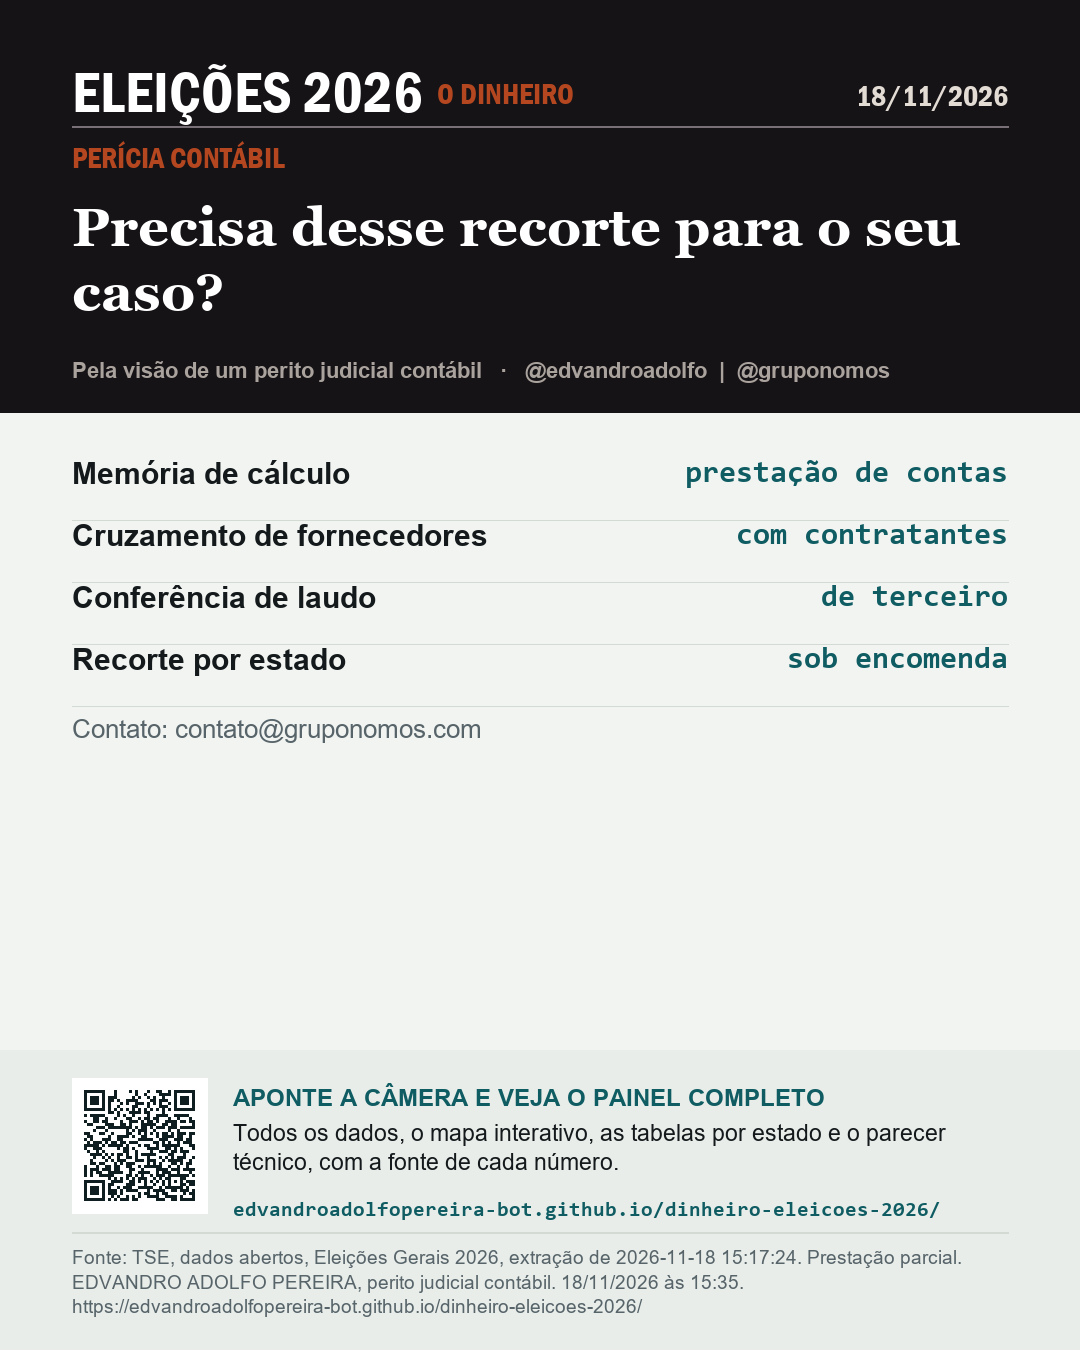 ELEIÇÕES 2026 O DINHEIRO 18/11/2026
PERÍCIA CONTÁBIL
Precisa desse recorte para o seu
caso?
Pela visão de um perito judicial contábil · @edvandroadolfo | @gruponomos
Memória de cálculo prestação de contas
Cruzamento de fornecedores com contratantes
Conferência de laudo de terceiro
Recorte por estado sob encomenda
Contato: contato@gruponomos.com
APONTE A CÂMERA E VEJA O PAINEL COMPLETO
Todos os dados, o mapa interativo, as tabelas por estado e o parecer
técnico, com a fonte de cada número.
edvandroadolfopereira-bot.github.io/dinheiro-eleicoes-2026/
Fonte: TSE, dados abertos, Eleições Gerais 2026, extração de 2026-11-18 15:17:24. Prestação parcial.
EDVANDRO ADOLFO PEREIRA, perito judicial contábil. 18/11/2026 às 15:35.
https://edvandroadolfopereira-bot.github.io/dinheiro-eleicoes-2026/